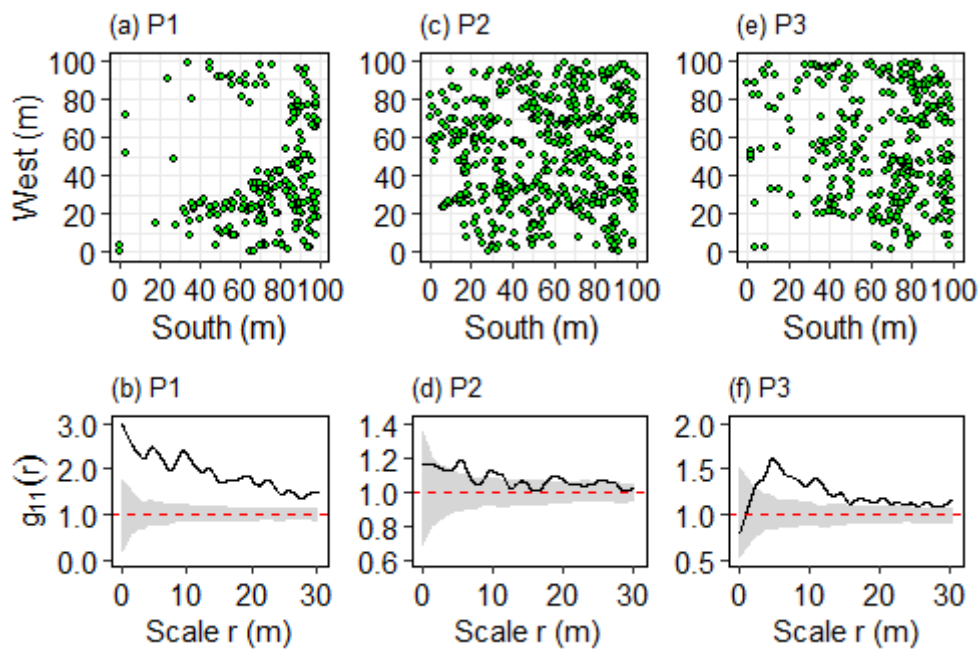 (a) P1 (c) P2 (e) P3
West (m)
100 100 100
80 80 80
60 60 60
40 40 40
20 20 20
0 0 0
0 20 40 60 80 100 0 20 40 60 80 100 0 20 40 60 80 100
South (m) South (m) South (m)
(b) P1 (d) P2 (f) P3
g11(r)
3.0 1.4 2.0
2.0 1.2 1.5
1.0 1.0 1.0
0.0 0.8 0.5
0.6
0 10 20 30 0 10 20 30 0 10 20 30
Scale r (m) Scale r (m) Scale r (m)